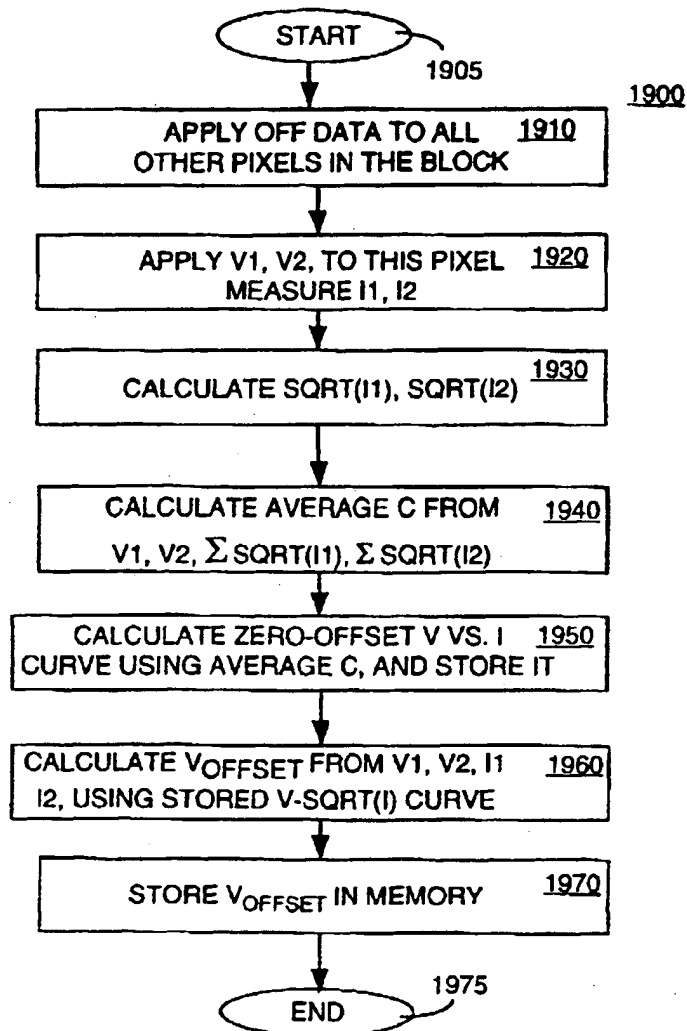 START
1905
1900
APPLY OFF DATA TO ALL 1910
OTHER PIXELS IN THE BLOCK
APPLY V1, V2, TO THIS PIXEL 1920
MEASURE I1, I2
1930
CALCULATE SQRT(I1), SQRT(I2)
CALCULATE AVERAGE C FROM 1940
V1, V2, Σ SQRT(I1), Σ SQRT(I2)
CALCULATE ZERO-OFFSET V VS. I 1950
CURVE USING AVERAGE C, AND STORE IT
CALCULATE VOFFSET FROM V1, V2, I1 1960
I2, USING STORED V-SQRT(I) CURVE
STORE VOFFSET IN MEMORY 1970
1975
END